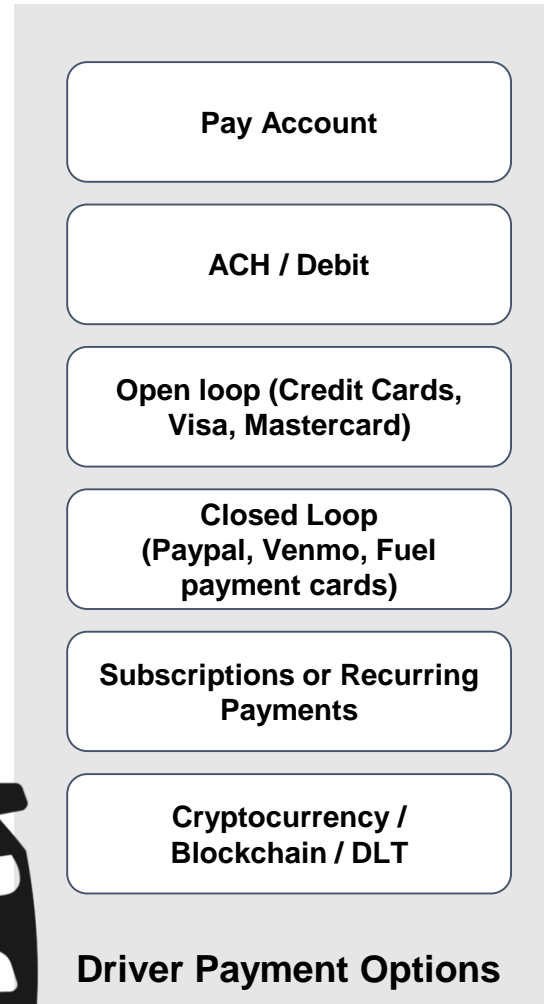 Pay Account
ACH / Debit
Open loop (Credit Cards,
Visa, Mastercard)
Closed Loop
(Paypal, Venmo, Fuel
payment cards)
Subscriptions or Recurring
Payments
Cryptocurrency /
Blockchain / DLT
Driver Payment Options